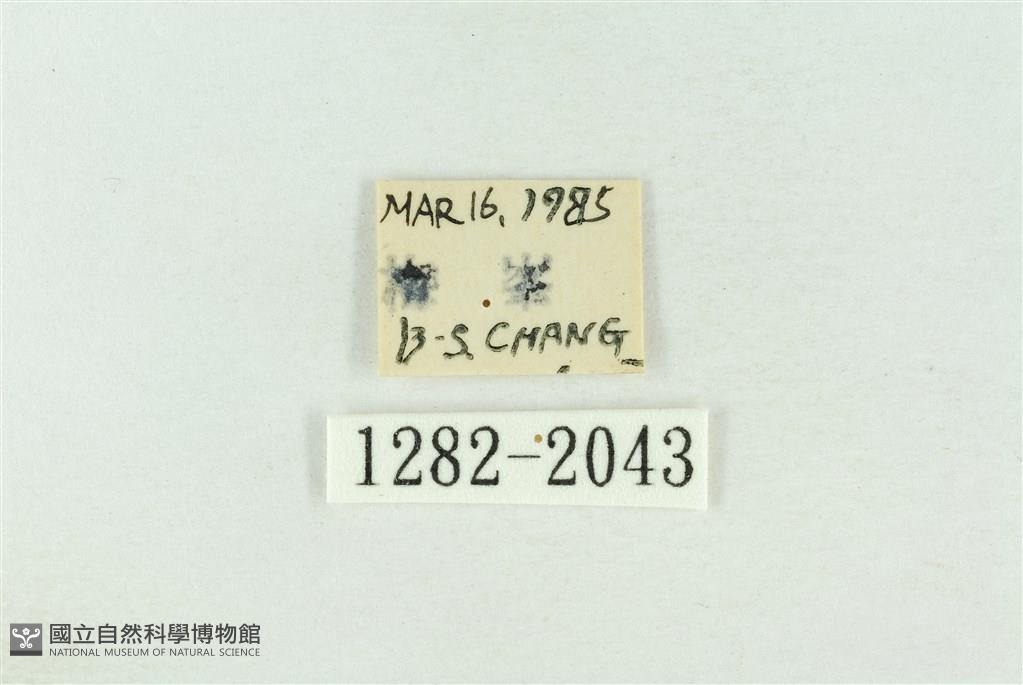 MAR 16, 1985
B-S. CHANG
1282-2043
國立自然科學博物館
NATIONAL MUSEUM OF NATURAL SCIENCE